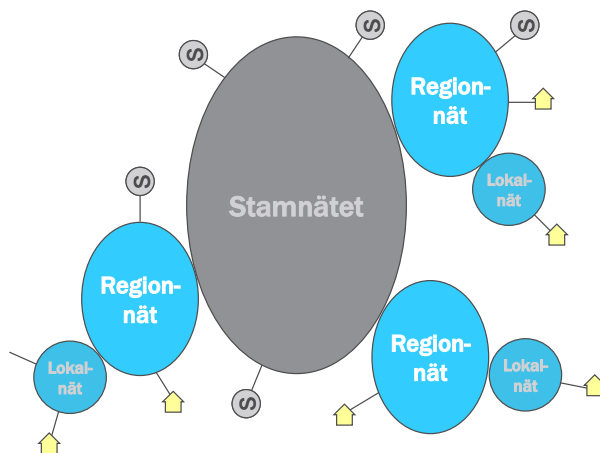 S
S
S
Region-
nät
Lokal-
nät
Stamnätet
S
Region-
nät
Lokal-
nät
S
Region-
nät
Lokal-
nät